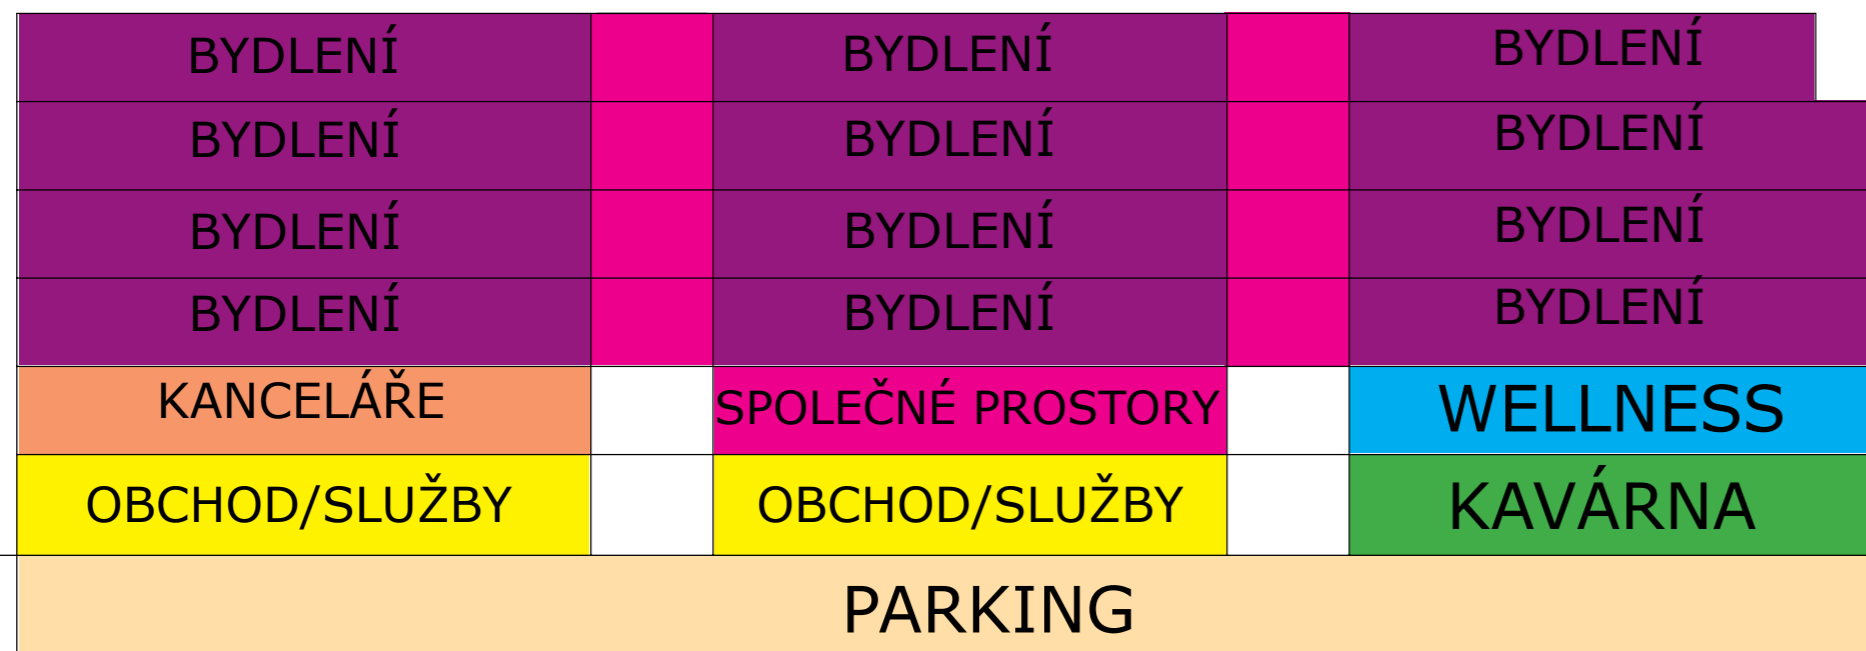 BYDLENÍ BYDLENÍ BYDLENÍ
BYDLENÍ BYDLENÍ BYDLENÍ
BYDLENÍ BYDLENÍ BYDLENÍ
BYDLENÍ BYDLENÍ BYDLENÍ
KANCELÁŘE SPOLEČNÉ PROSTORY WELLNESS
OBCHOD/SLUŽBY OBCHOD/SLUŽBY KAVÁRNA
PARKING